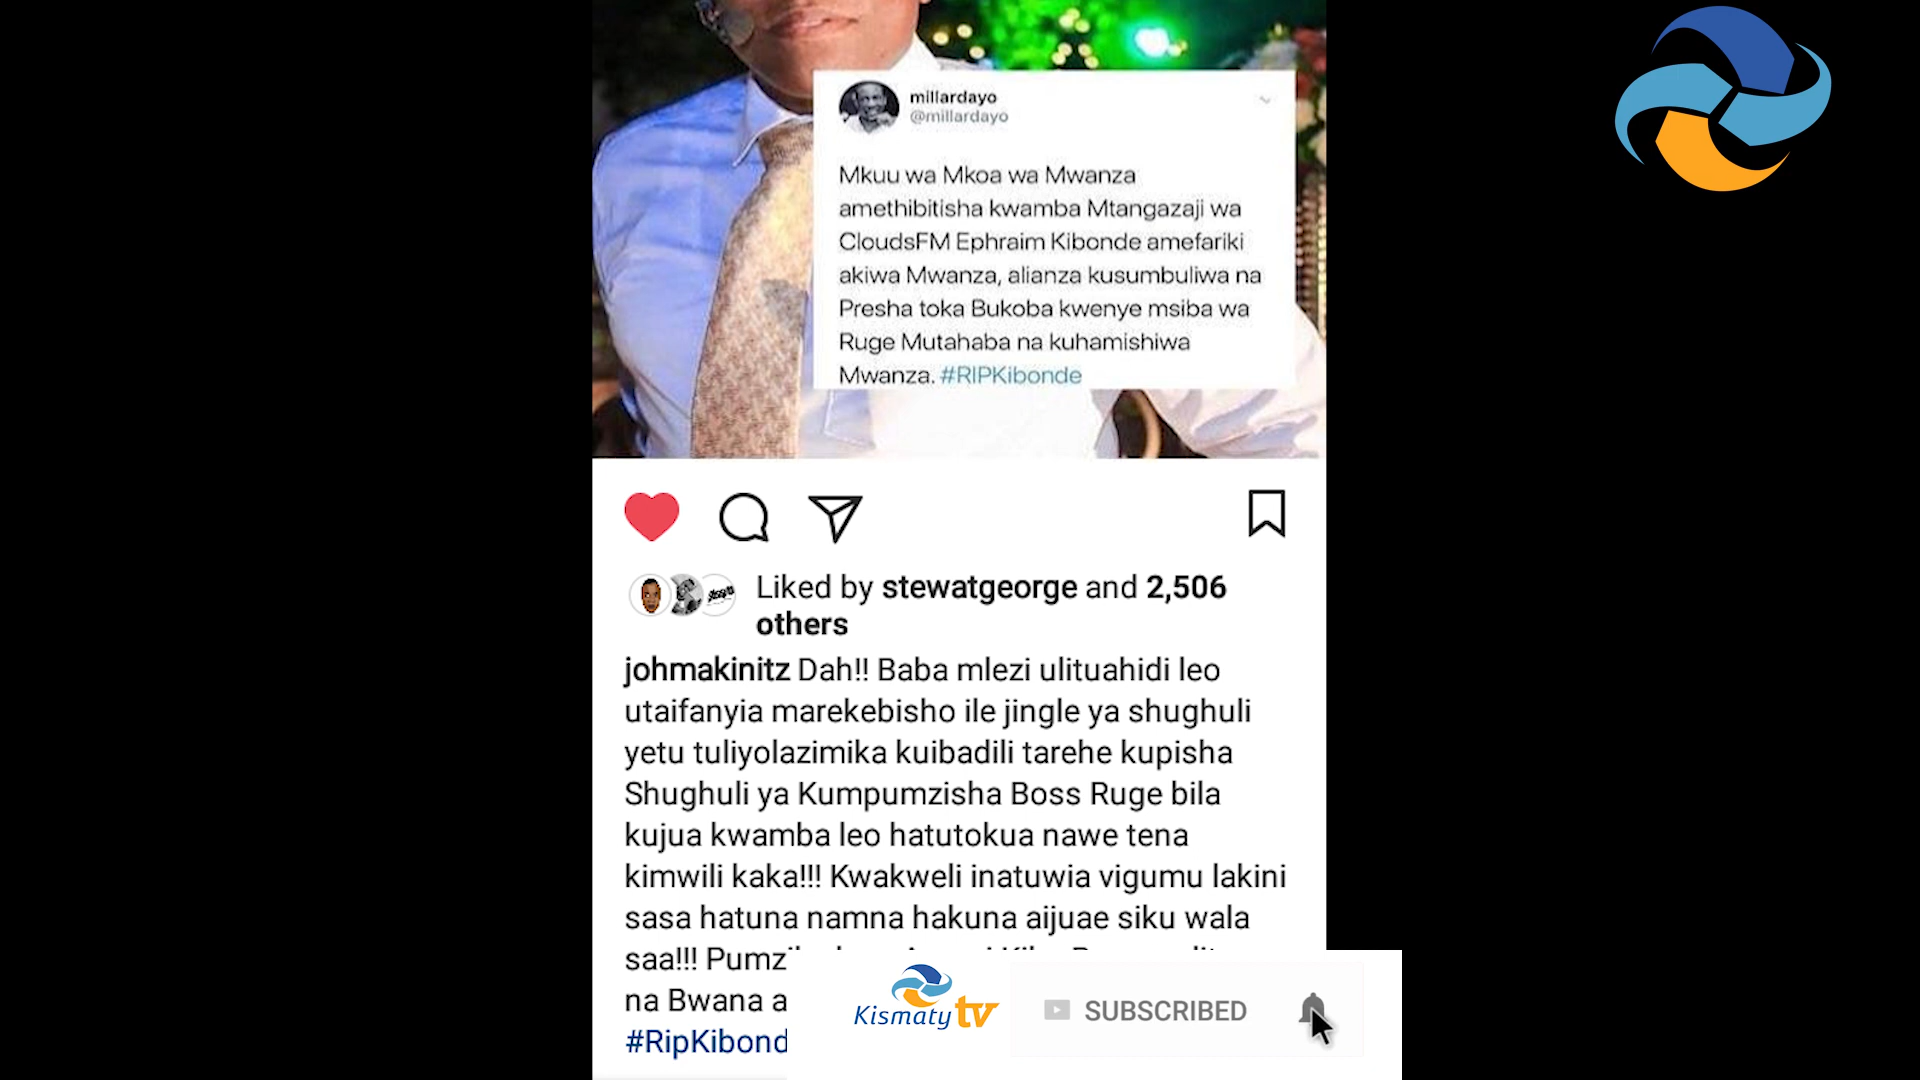 millardayo
@millardayo
Mkuu wa Mkoa wa Mwanza
amethibitisha kwamba Mtangazaji wa
CloudsFM Ephraim Kibonde amefariki
akiwa Mwanza, alianza kusumbuliwa na
Presha toka Bukoba kwenye msiba wa
Ruge Mutahaba na kuhamishiwa
Mwanza. #RIPKibonde
Liked by stewatgeorge and 2,506
others
johmakinitz Dah!! Baba mlezi ulituahidi leo
utaifanyia marekebisho ile jingle ya shughuli
yetu tuliyolazimika kuibadili tarehe kupisha
Shughuli ya Kumpumzisha Boss Ruge bila
kujua kwamba leo hatutokua nawe tena
kimwili kaka!!! Kwakweli inatuwia vigumu lakini
sasa hatuna namna hakuna aijuae siku wala
saa!!!
na Bwana a
#RipKibond
Kismaty tv
SUBSCRIBED